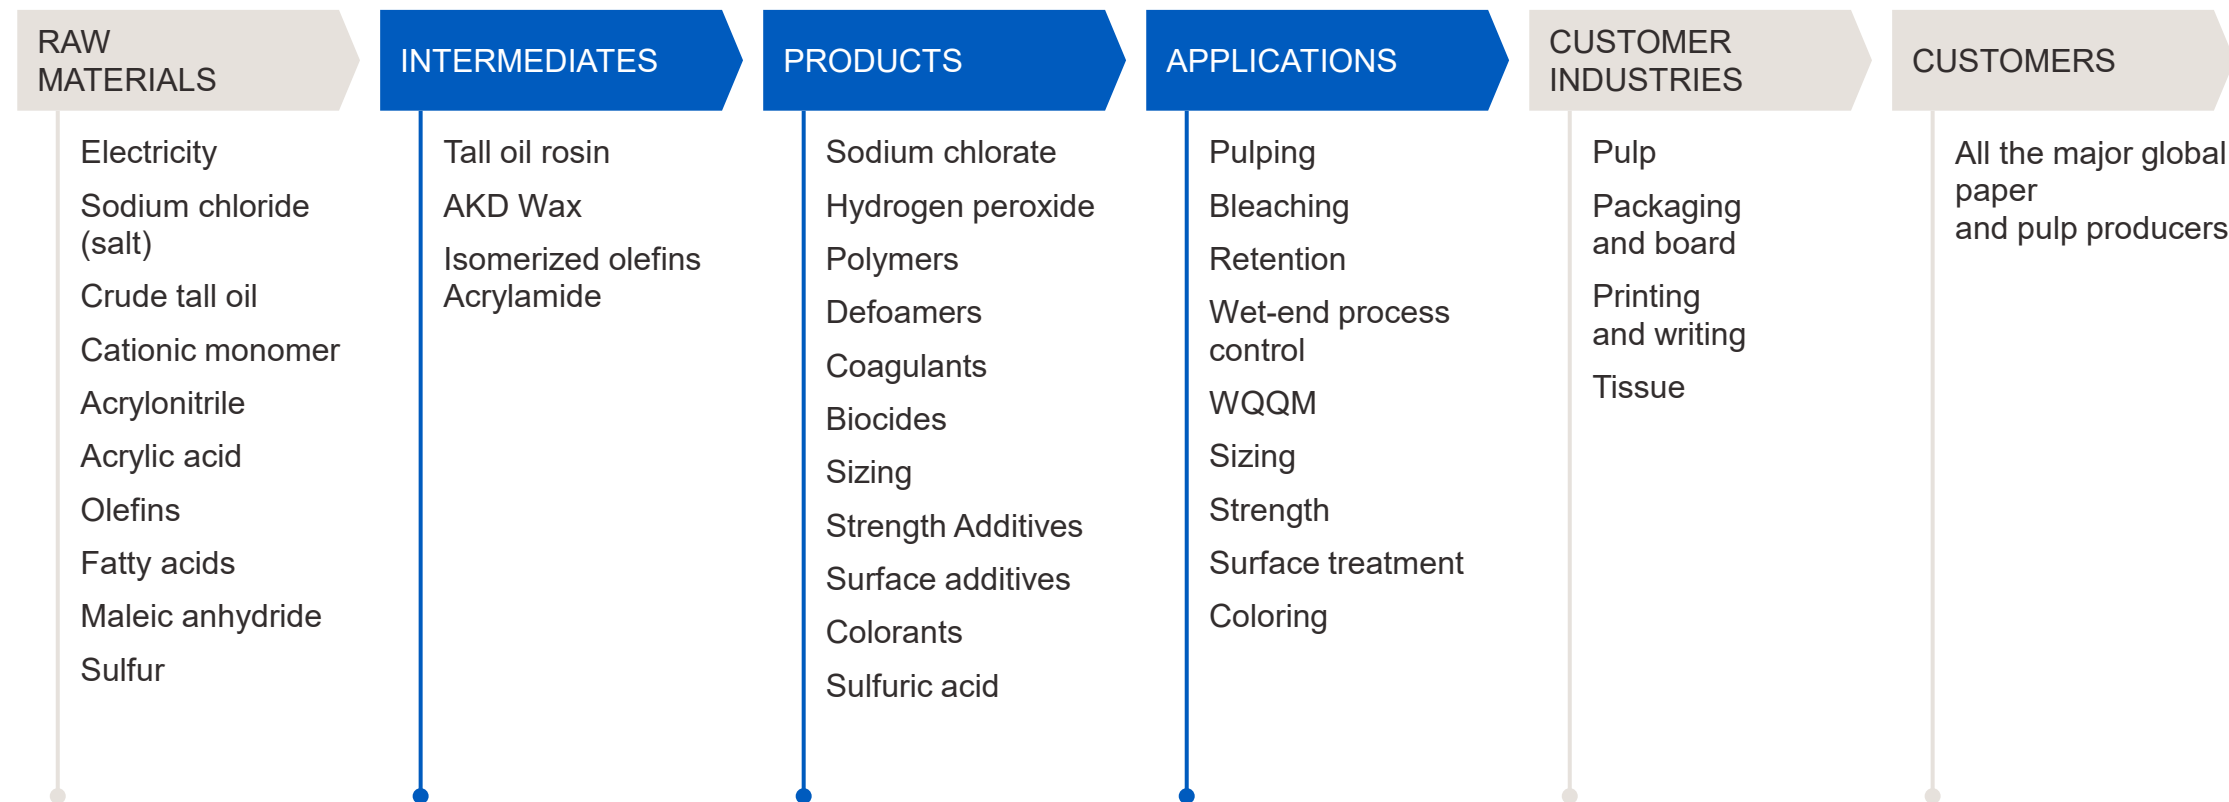 RAW
MATERIALS
Electricity
Sodium chloride
(salt)
Crude tall oil
Cationic monomer
Acrylonitrile
Acrylic acid
Olefins
Fatty acids
Maleic anhydride
Sulfur
INTERMEDIATES
Tall oil rosin
AKD Wax
Isomerized olefins
Acrylamide
PRODUCTS
Sodium chlorate
Hydrogen peroxide
Polymers
Defoamers
Coagulants
Biocides
Sizing
Strength Additives
Surface additives
Colorants
Sulfuric acid
APPLICATIONS
Pulping
Bleaching
Retention
Wet-end process
control
WQQM
Sizing
Strength
Surface treatment
Coloring
CUSTOMER
INDUSTRIES
Pulp
Packaging
and board
Printing
and writing
Tissue
CUSTOMERS
All the major global
paper
and pulp producers